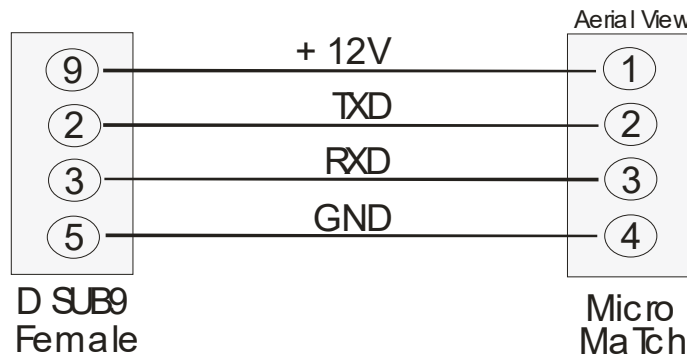 Aerial View
9 + 12V 1
2 TXD 2
3 RXD 3
5 GND 4
D SUB9 Micro
Female MaTch